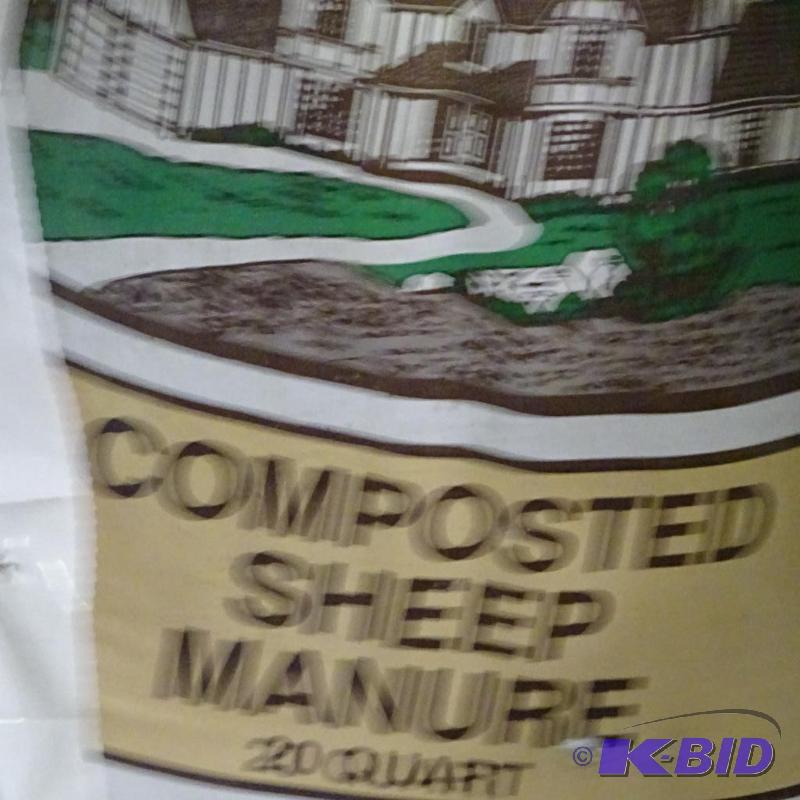 COMPOSTED
SHEEP
MANURE
20 QUART
© K-BID